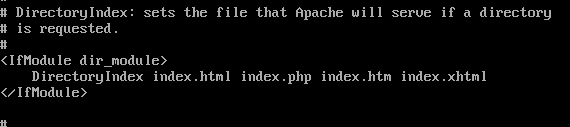 # DirectoryIndex: sets the file that Apache will serve if a directory
# is requested.
#
<IfModule dir_module>
    DirectoryIndex index.html index.php index.htm index.xhtml
</IfModule>
#